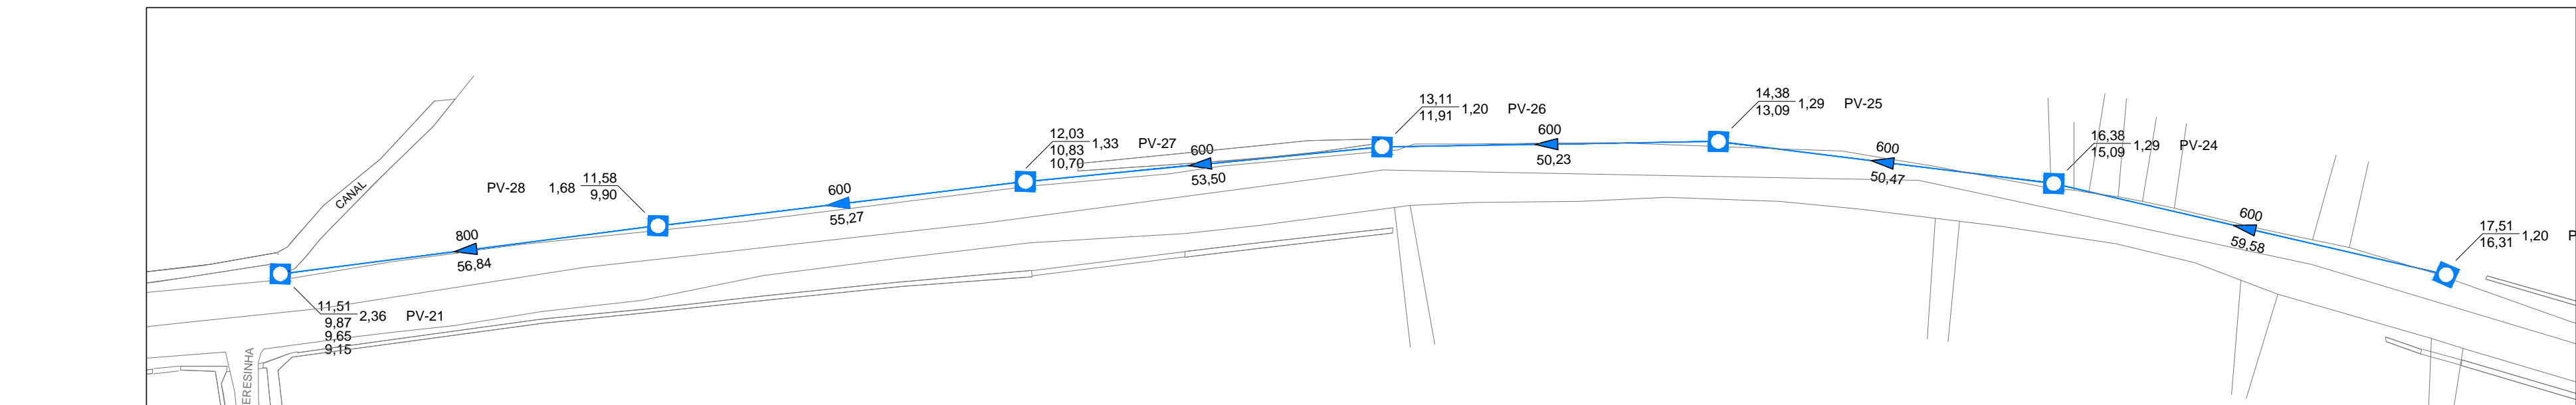 CANAL
PV-28 1,68 11,58
9,90
800
56,84
11,51
9,87 2,36 PV-21
9,65
9,15
ERESINHA
600
55,27
12,03
10,83 1,33 PV-27
10,70
600
53,50
13,11
11,91 1,20 PV-26
600
50,23
14,38
13,09 1,29 PV-25
600
50,47
16,38
15,09 1,29 PV-24
600
59,58
17,51
16,31 1,20 P